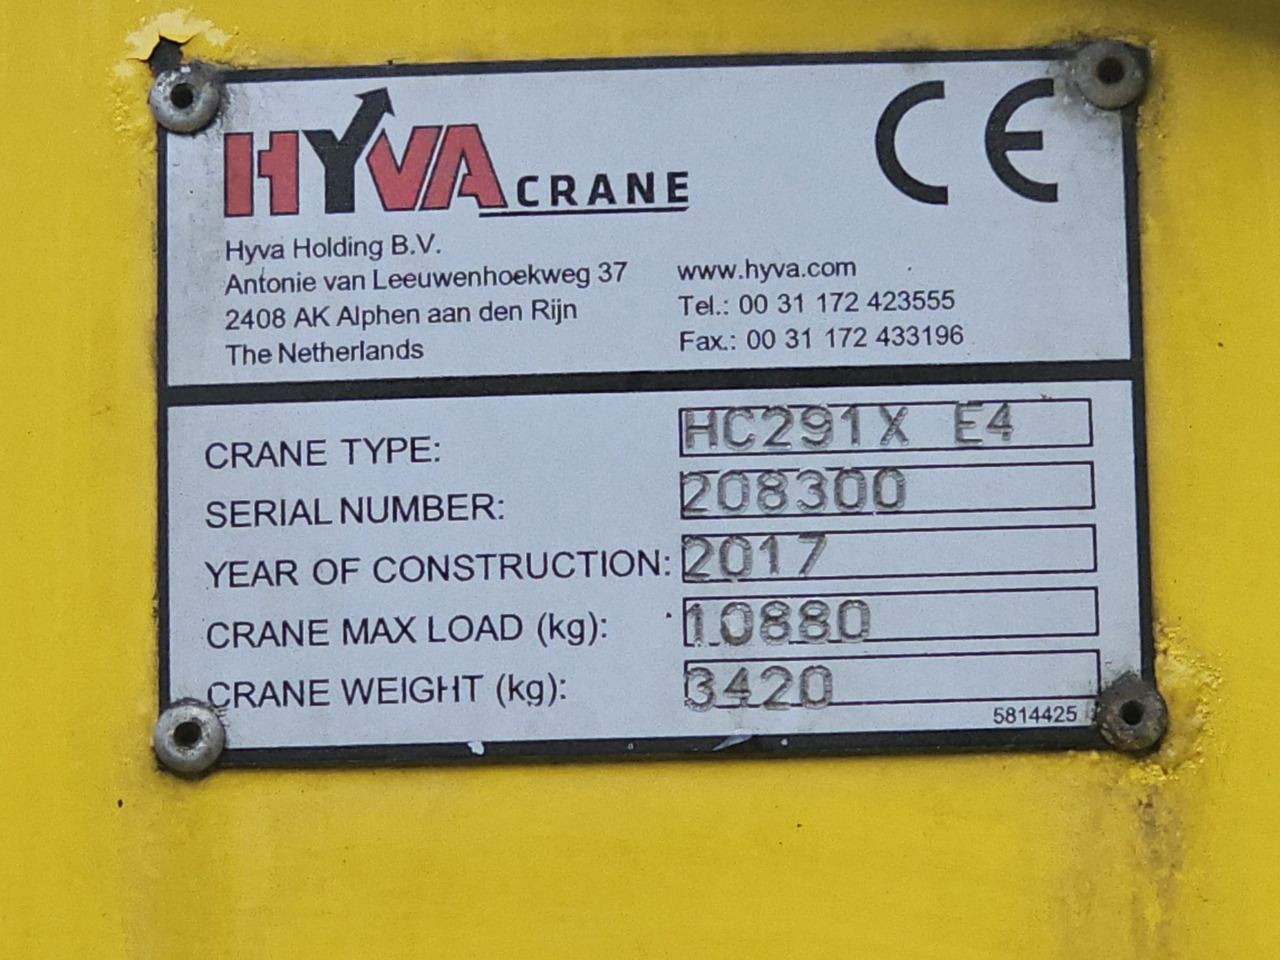 HYVA CRANE
CE
Hyva Holding B.V.
Antonie van Leeuwenhoekweg 37
2408 AK Alphen aan den Rijn
The Netherlands
www.hyva.com
Tel.: 00 31 172 423555
Fax.: 00 31 172 433196
CRANE TYPE: HC291X E4
SERIAL NUMBER: 208300
YEAR OF CONSTRUCTION: 2017
CRANE MAX LOAD (kg): 10880
CRANE WEIGHT (kg): 3420
5814425